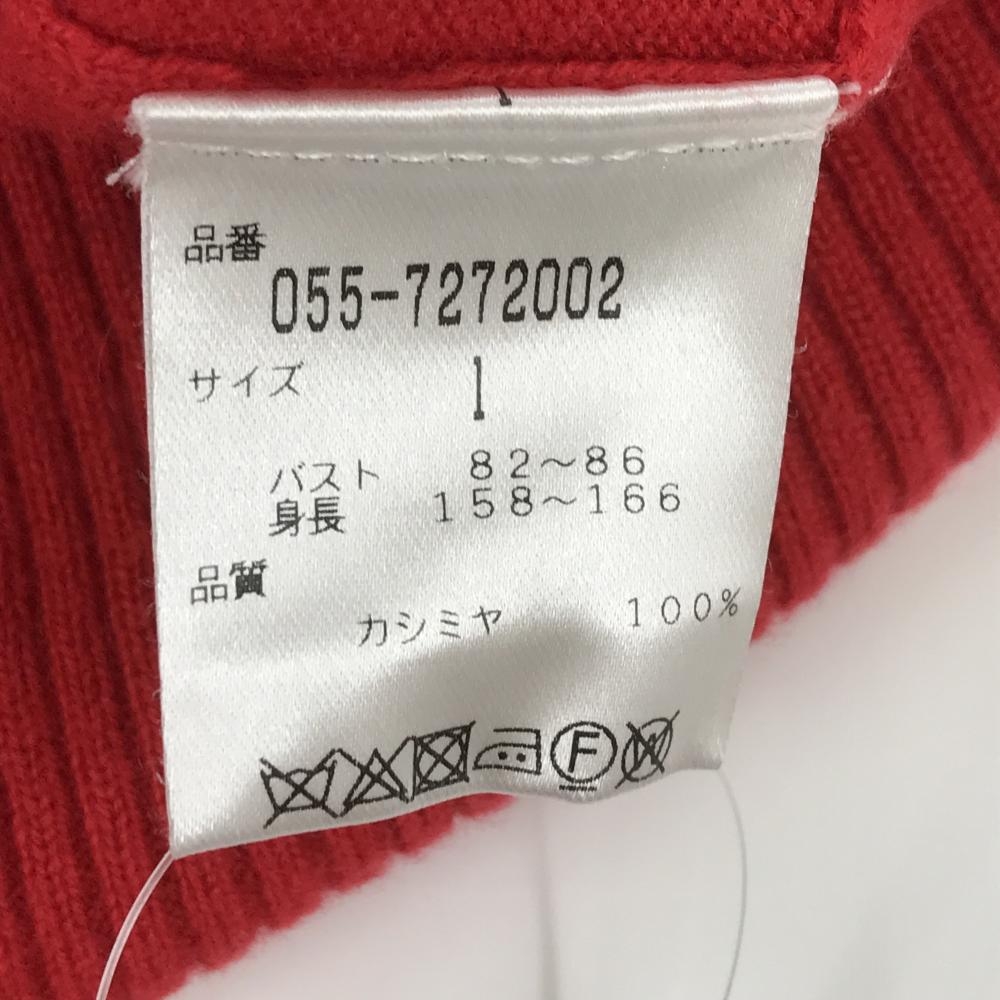 品番
055-7272002
サイズ 1
バスト 82～86
身長 158～166
品質
カシミヤ 100%
F W